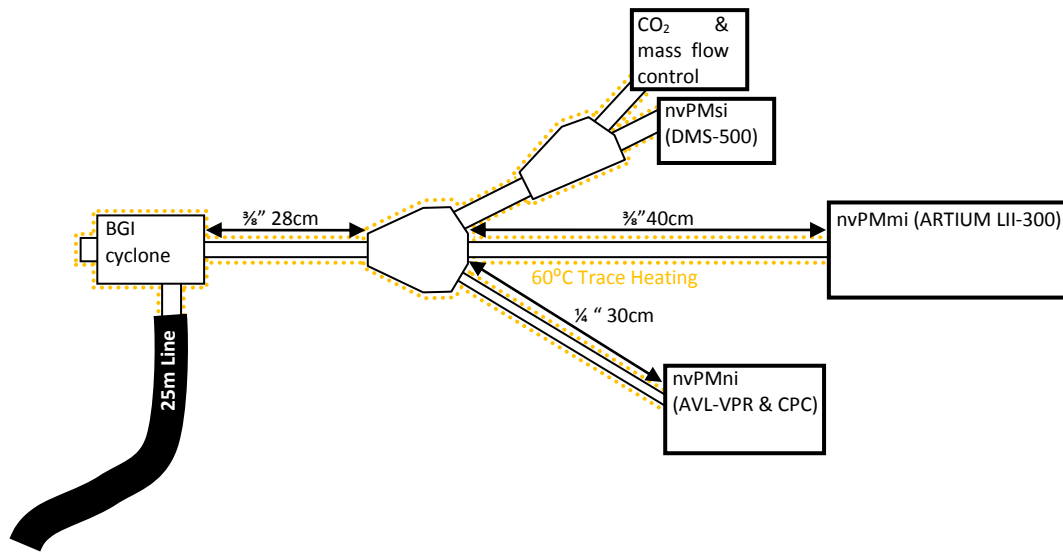 CO₂ &
mass flow
control
nvPMsi
(DMS-500)
BGI
cyclone
⅜” 28cm
⅜”40cm
nvPMmi (ARTIUM LII-300)
60⁰C Trace Heating
¼ “ 30cm
25m Line
nvPMni
(AVL-VPR & CPC)